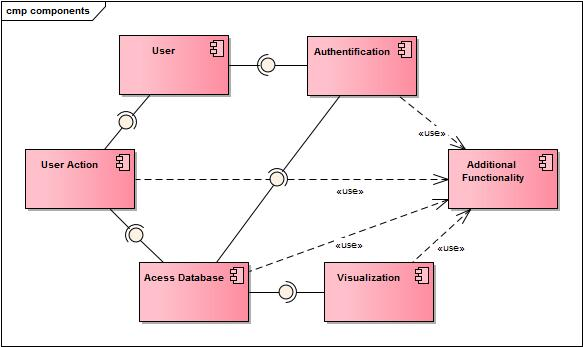 cmp components
User
Authentification
«use»
User Action
Additional
Functionality
«use»
«use»
«use»
Acess Database
Visualization